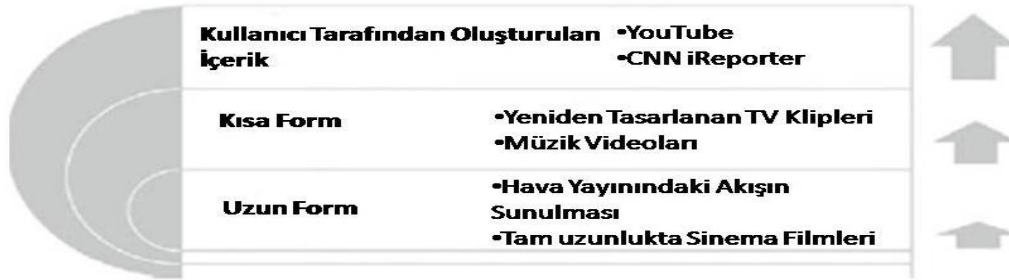 Kullanıcı Tarafından Oluşturulan
İçerik
•YouTube
•CNN iReporter
Kısa Form
•Yeniden Tasarlanan TV Klipleri
•Müzik Videoları
Uzun Form
•Hava Yayınındaki Akışın
Sunulması
•Tam uzunlukta Sinema Filmleri